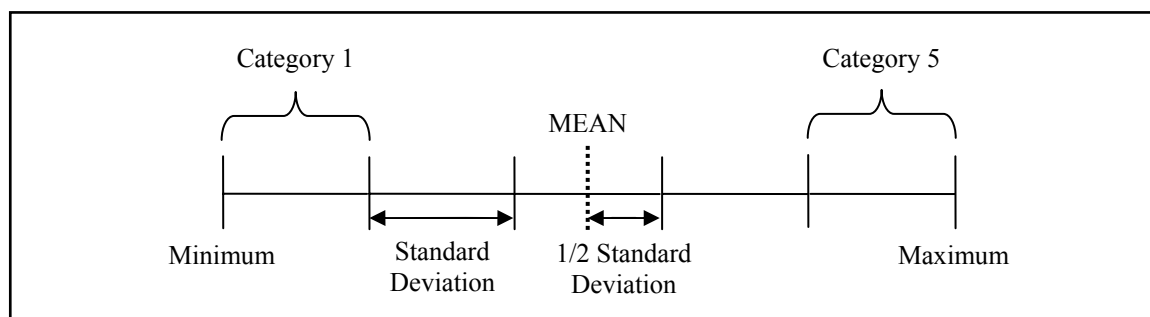 Category 1
Category 5
MEAN
Minimum
Standard
Deviation
1/2 Standard
Deviation
Maximum